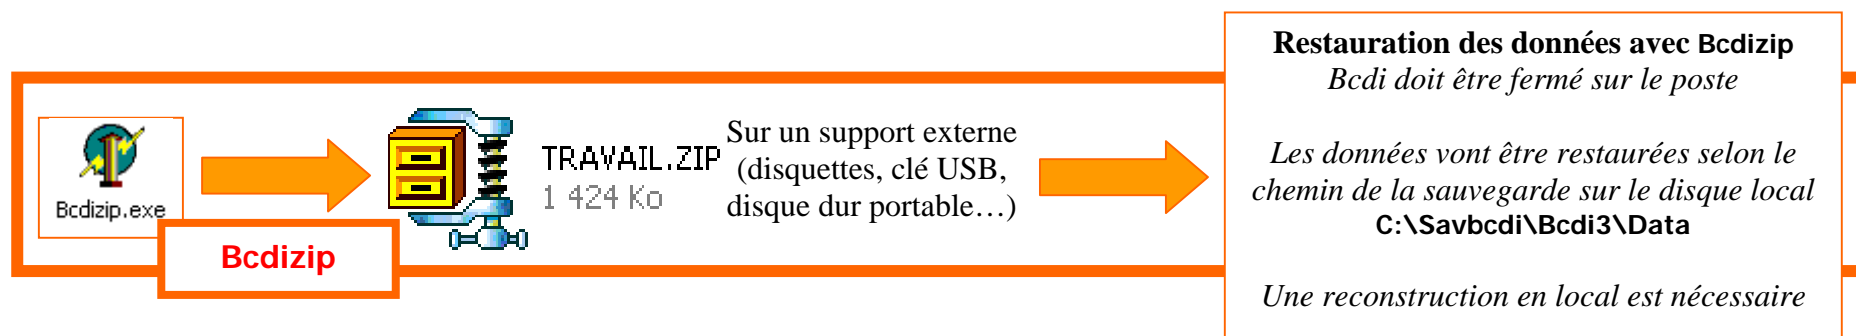 Bcdizip.exe
Bcdizip
TRAVAIL.ZIP
1 424 Ko
Sur un support externe
(disquettes, clé USB,
disque dur portable…)
Restauration des données avec Bcdizip
Bcdi doit être fermé sur le poste
Les données vont être restaurées selon le
chemin de la sauvegarde sur le disque local
C:\Savbcdi\Bcdi3\Data
Une reconstruction en local est nécessaire